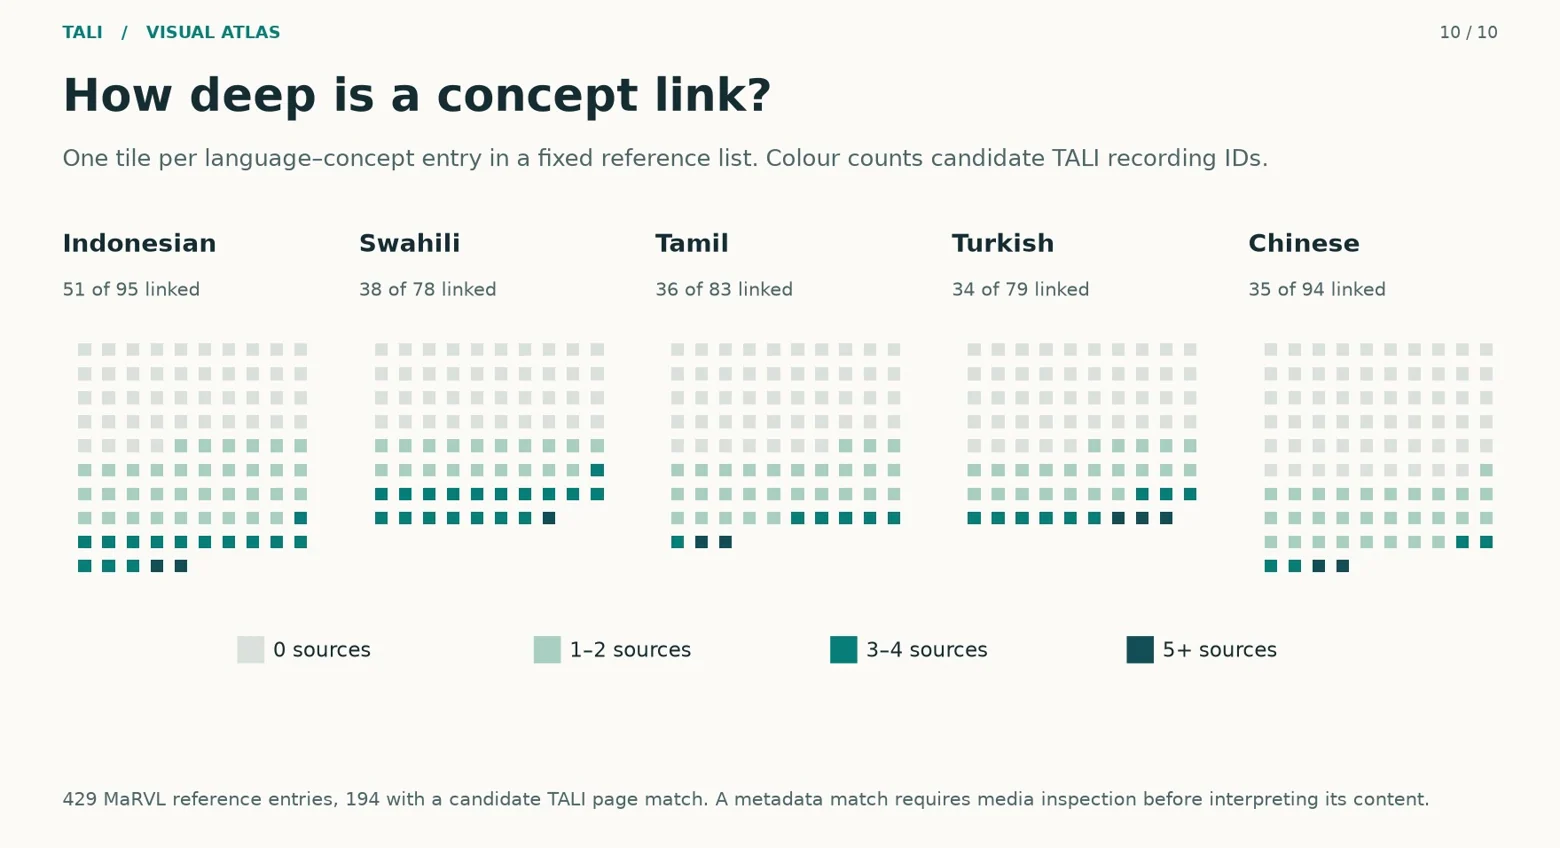 TALI / VISUAL ATLAS
10 / 10
How deep is a concept link?
One tile per language–concept entry in a fixed reference list. Colour counts candidate TALI recording IDs.
Indonesian
51 of 95 linked
Swahili
38 of 78 linked
Tamil
36 of 83 linked
Turkish
34 of 79 linked
Chinese
35 of 94 linked
0 sources
1–2 sources
3–4 sources
5+ sources
429 MaRVL reference entries, 194 with a candidate TALI page match. A metadata match requires media inspection before interpreting its content.